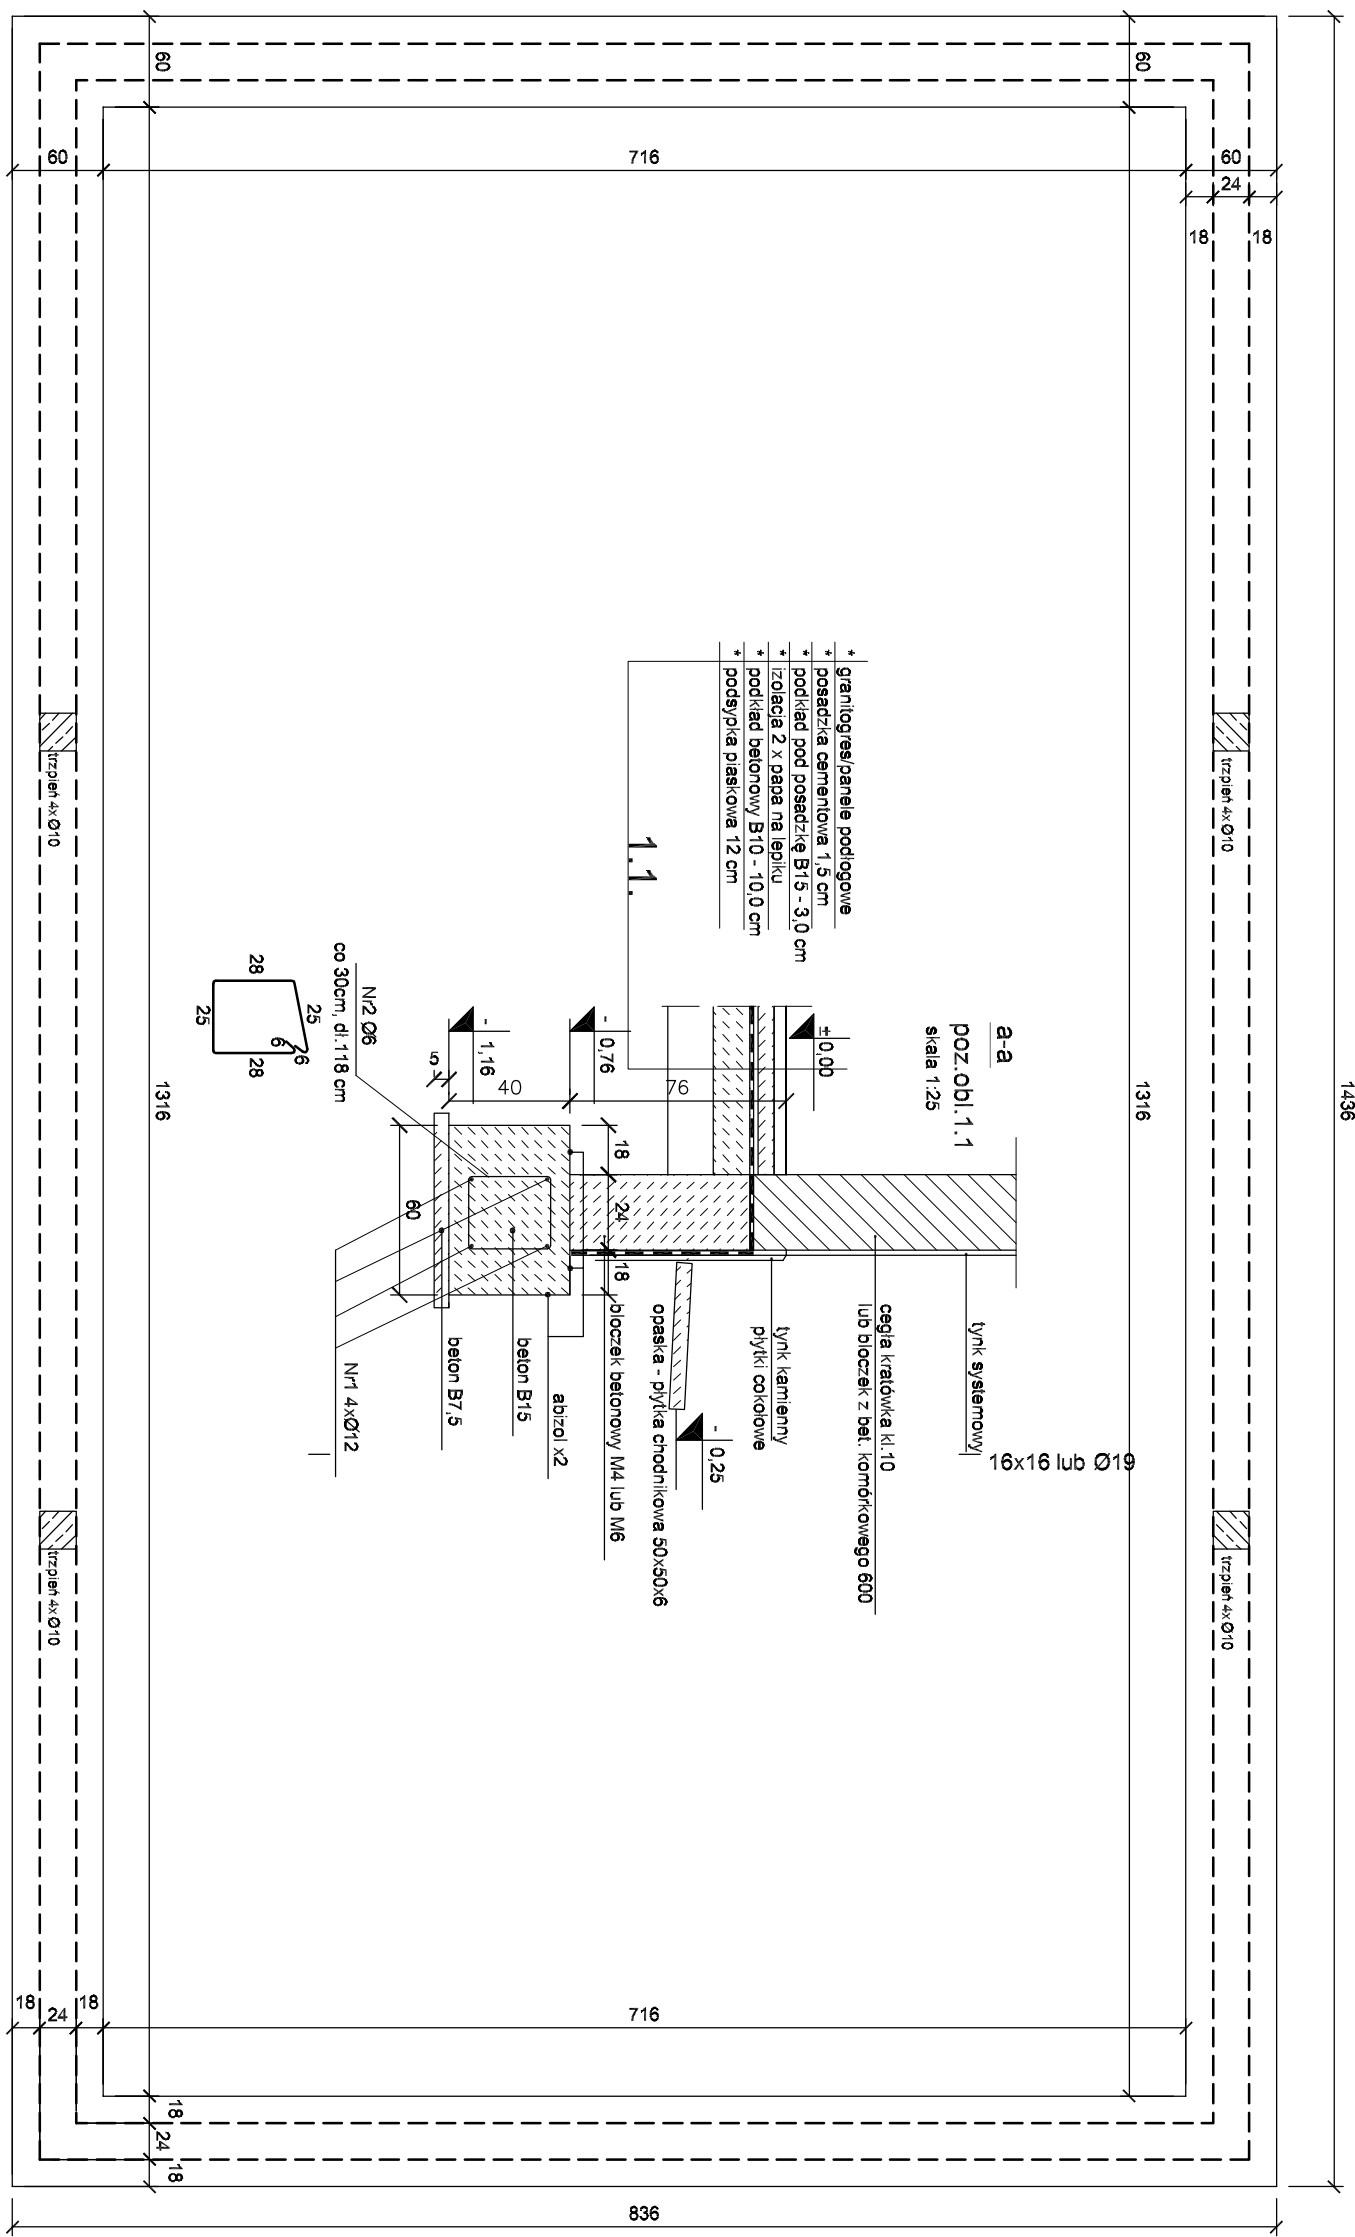 1436
1316
1316
60
60
60
716
60
24
18
18
trzpień 4xØ10
trzpień 4xØ10
trzpień 4xØ10
trzpień 4xØ10
a-a
poz.obl.1.1
skala 1:25
* granitogres/panele podłogowe
* posadzka cementowa 1,5 cm
* podkład pod posadzkę B15 - 3,0 cm
* izolacja 2 x papa na lepiku
* podkład betonowy B10 - 10,0 cm
* podsypka piaskowa 12 cm
1.1.
±0,00
- 0,76
- 1,16
- 0,25
76
40
5
18
24
18
60
tynk systemowy
16x16 lub Ø19
cegła kratówka kl.10
lub bloczek z bet. komórkowego 600
tynk kamienny
płytki cokołowe
opaska - płytka chodnikowa 50x50x6
bloczek betonowy M4 lub M6
abizol x2
beton B15
beton B7,5
Nr1 4xØ12
Nr2 Ø6
co 30cm, dł.118 cm
25
28
25
28
6
6
18
24
18
716
18
24
18
836